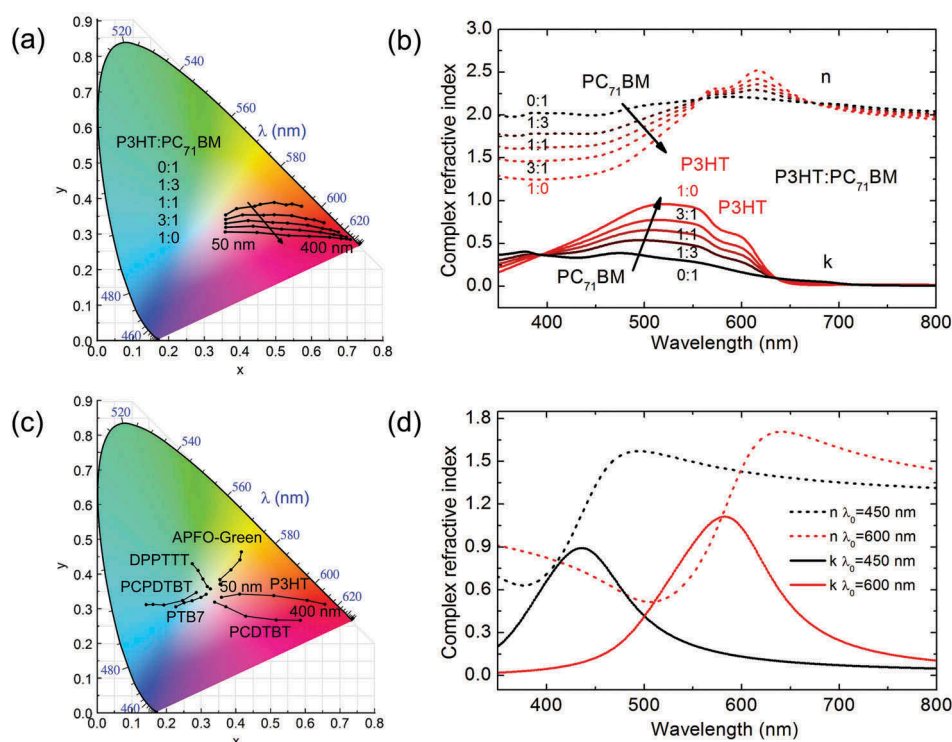 (a)
0.9
0.8
0.7
0.6
0.5
0.4
0.3
0.2
0.1
0.0
y
0.0 0.1 0.2 0.3 0.4 0.5 0.6 0.7 0.8
x
520
540
560
580
600
620
480
460
λ (nm)
P3HT:PC71BM
0:1
1:3
1:1
3:1
1:0
50 nm
400 nm
(b)
Complex refractive index
3.0
2.5
2.0
1.5
1.0
0.5
0.0
400 500 600 700 800
Wavelength (nm)
PC71BM
n
0:1
1:3
1:1
3:1
1:0
P3HT
P3HT:PC71BM
1:0
P3HT
3:1
1:1
1:3
0:1
PC71BM
k
(c)
0.9
0.8
0.7
0.6
0.5
0.4
0.3
0.2
0.1
0.0
y
0.0 0.1 0.2 0.3 0.4 0.5 0.6 0.7 0.8
x
520
540
560
580
600
620
480
460
λ (nm)
APFO-Green
DPPTTT
PCPDTBT
50 nm
P3HT
400 nm
PTB7
PCDTBT
(d)
Complex refractive index
1.8
1.5
1.2
0.9
0.6
0.3
0.0
400 500 600 700 800
Wavelength (nm)
n λ0=450 nm
n λ0=600 nm
k λ0=450 nm
k λ0=600 nm